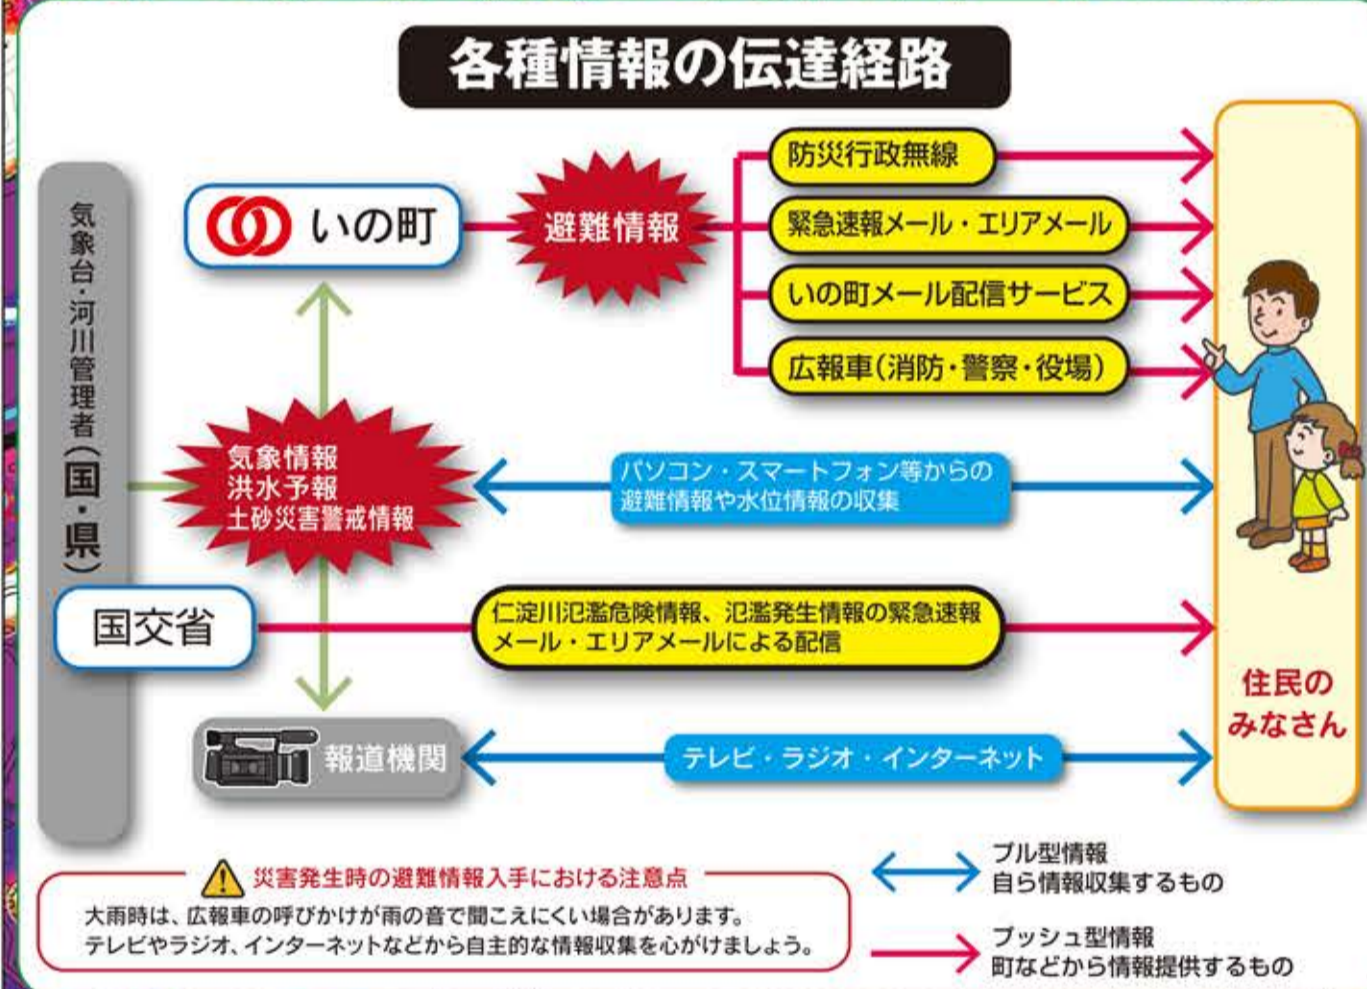 各種情報の伝達経路
気象台・河川管理者(国・県)
いの町
避難情報
防災行政無線
緊急速報メール・エリアメール
いの町メール配信サービス
広報車(消防・警察・役場)
気象情報
洪水予報
土砂災害警戒情報
パソコン・スマートフォン等からの
避難情報や水位情報の収集
国交省
仁淀川氾濫危険情報、氾濫発生情報の緊急速報
メール・エリアメールによる配信
報道機関
テレビ・ラジオ・インターネット
住民の
みなさん
災害発生時の避難情報入手における注意点
大雨時は、広報車の呼びかけが雨の音で聞こえにくい場合があります。
テレビやラジオ、インターネットなどから自主的な情報収集を心がけましょう。
プル型情報
自ら情報収集するもの
プッシュ型情報
町などから情報提供するもの